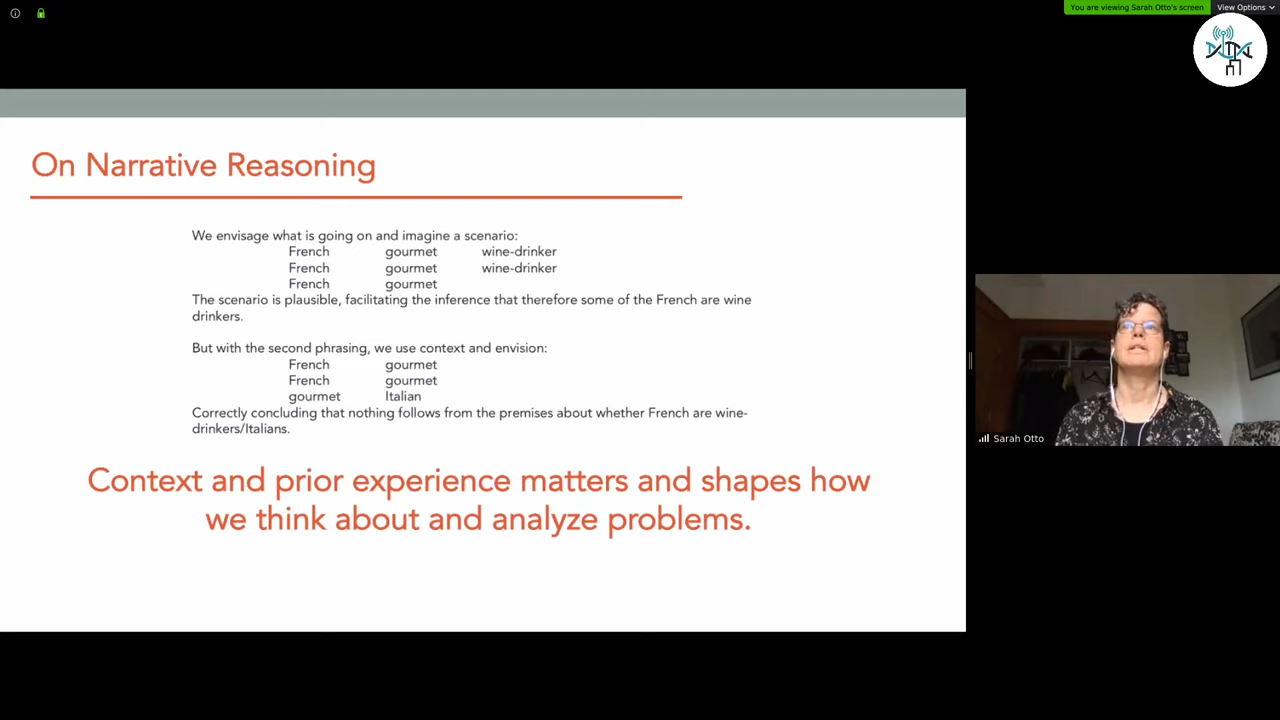 You are viewing Sarah Otto's screen
View Options
On Narrative Reasoning
We envisage what is going on and imagine a scenario:
French gourmet wine-drinker
French gourmet wine-drinker
French gourmet
The scenario is plausible, facilitating the inference that therefore some of the French are wine
drinkers.
But with the second phrasing, we use context and envision:
French gourmet
French gourmet
gourmet Italian
Correctly concluding that nothing follows from the premises about whether French are wine-
drinkers/Italians.
Context and prior experience matters and shapes how
we think about and analyze problems.
Sarah Otto